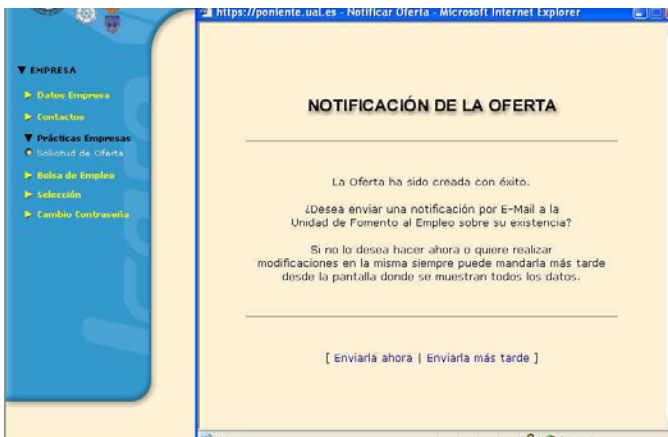 https://poniente.ual.es - Notificar Oferta - Microsoft Internet Explorer
EMPRESA
Datos Empresa
Contactos
Prácticas Empresas
Solicitud de Oferta
Bolsa de Empleo
Selección
Cambio Contraseña
Icaro
NOTIFICACIÓN DE LA OFERTA
La Oferta ha sido creada con éxito.
¿Desea enviar una notificación por E-Mail a la
Unidad de Fomento al Empleo sobre su existencia?
Si no lo desea hacer ahora o quiere realizar
modificaciones en la misma siempre puede mandarla más tarde
desde la pantalla donde se muestran todos los datos.
[ Enviarla ahora | Enviarla más tarde ]